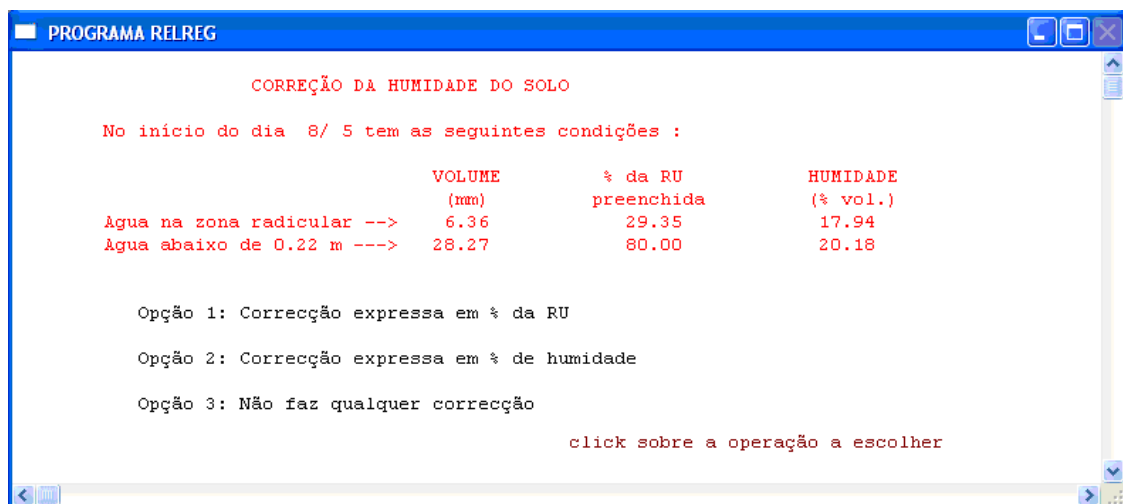 PROGRAMA RELREG
CORREÇÃO DA HUMIDADE DO SOLO
No início do dia 8/ 5 tem as seguintes condições :
VOLUME % da RU HUMIDADE
(mm) preenchida (% vol.)
Agua na zona radicular --> 6.36 29.35 17.94
Agua abaixo de 0.22 m ---> 28.27 80.00 20.18
Opção 1: Correcção expressa em % da RU
Opção 2: Correcção expressa em % de humidade
Opção 3: Não faz qualquer correcção
click sobre a operação a escolher